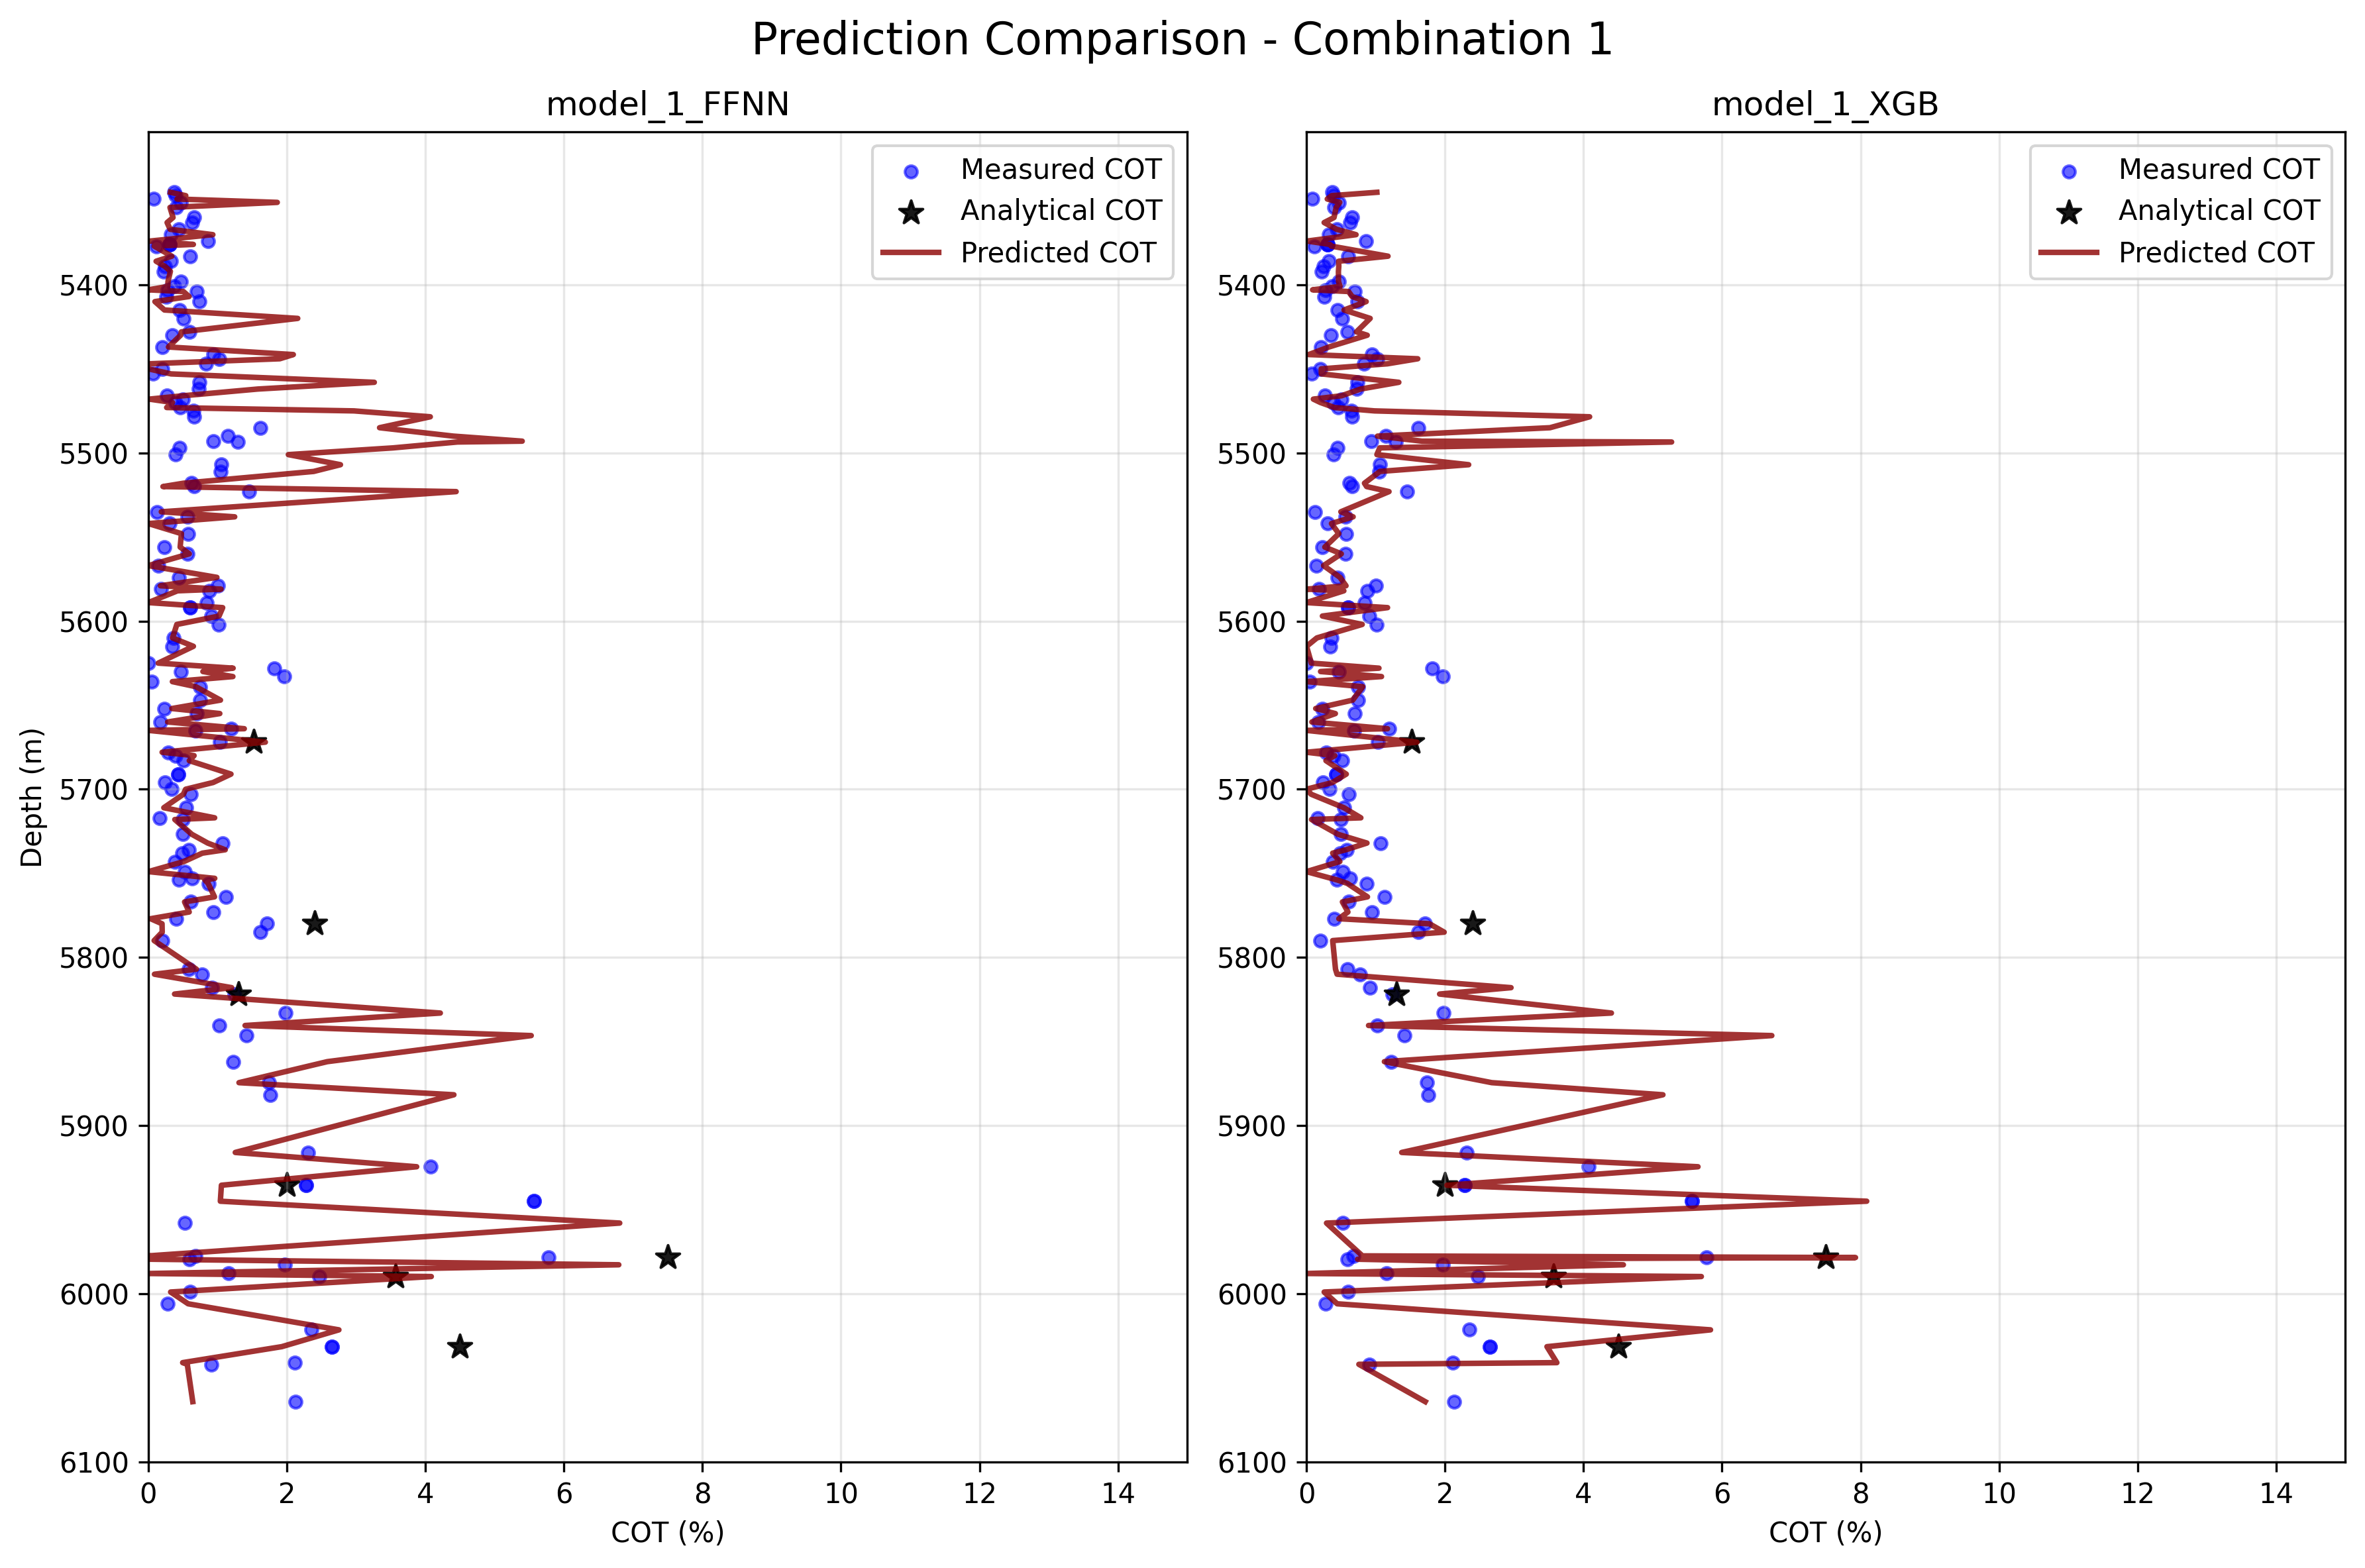 Prediction Comparison - Combination 1
model_1_FFNN
Measured COT
Analytical COT
Predicted COT
Depth (m)
5400
5500
5600
5700
5800
5900
6000
6100
0 2 4 6 8 10 12 14
COT (%)
model_1_XGB
Measured COT
Analytical COT
Predicted COT
5400
5500
5600
5700
5800
5900
6000
6100
0 2 4 6 8 10 12 14
COT (%)